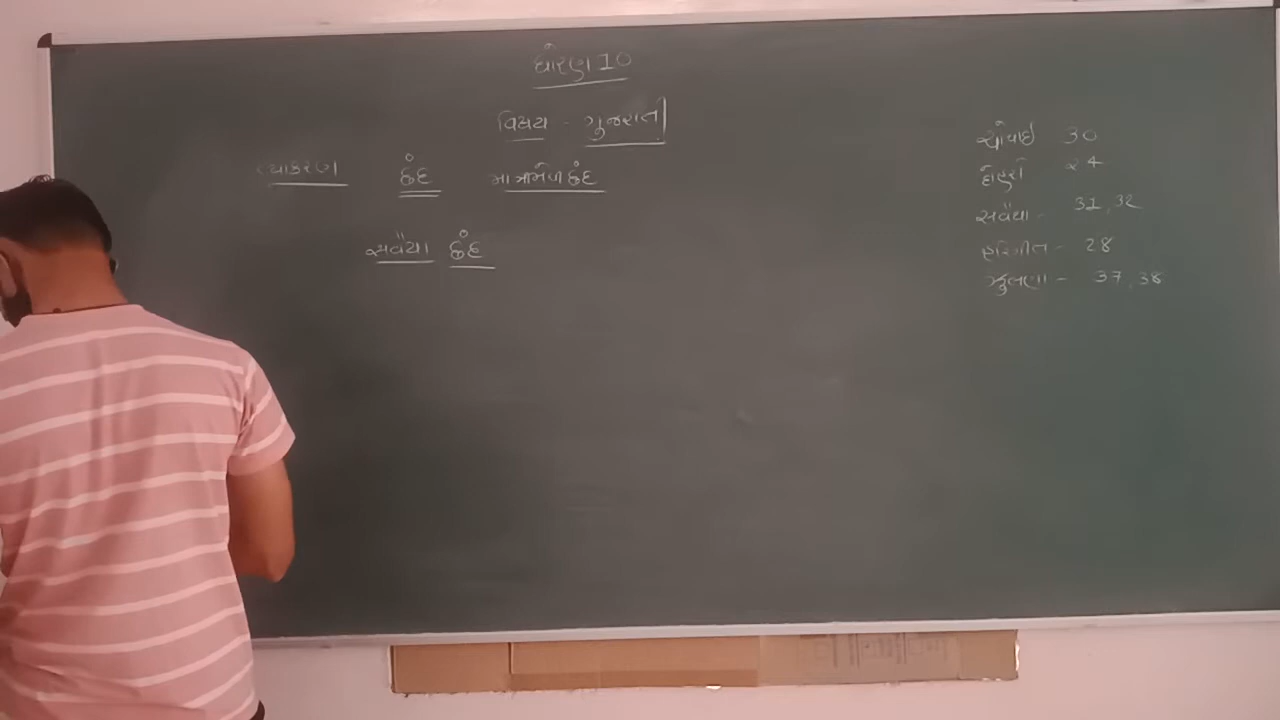 ધોરણ 10
વિષય - ગુજરાતી
વ્યાકરણ છંદ માત્રામેળ છંદ
સવૈયા છંદ
ચોપાઈ 30
દોહરો 24
સવૈયા - 31, 32
હરિગીત - 28
ઝુલણા - 37, 38